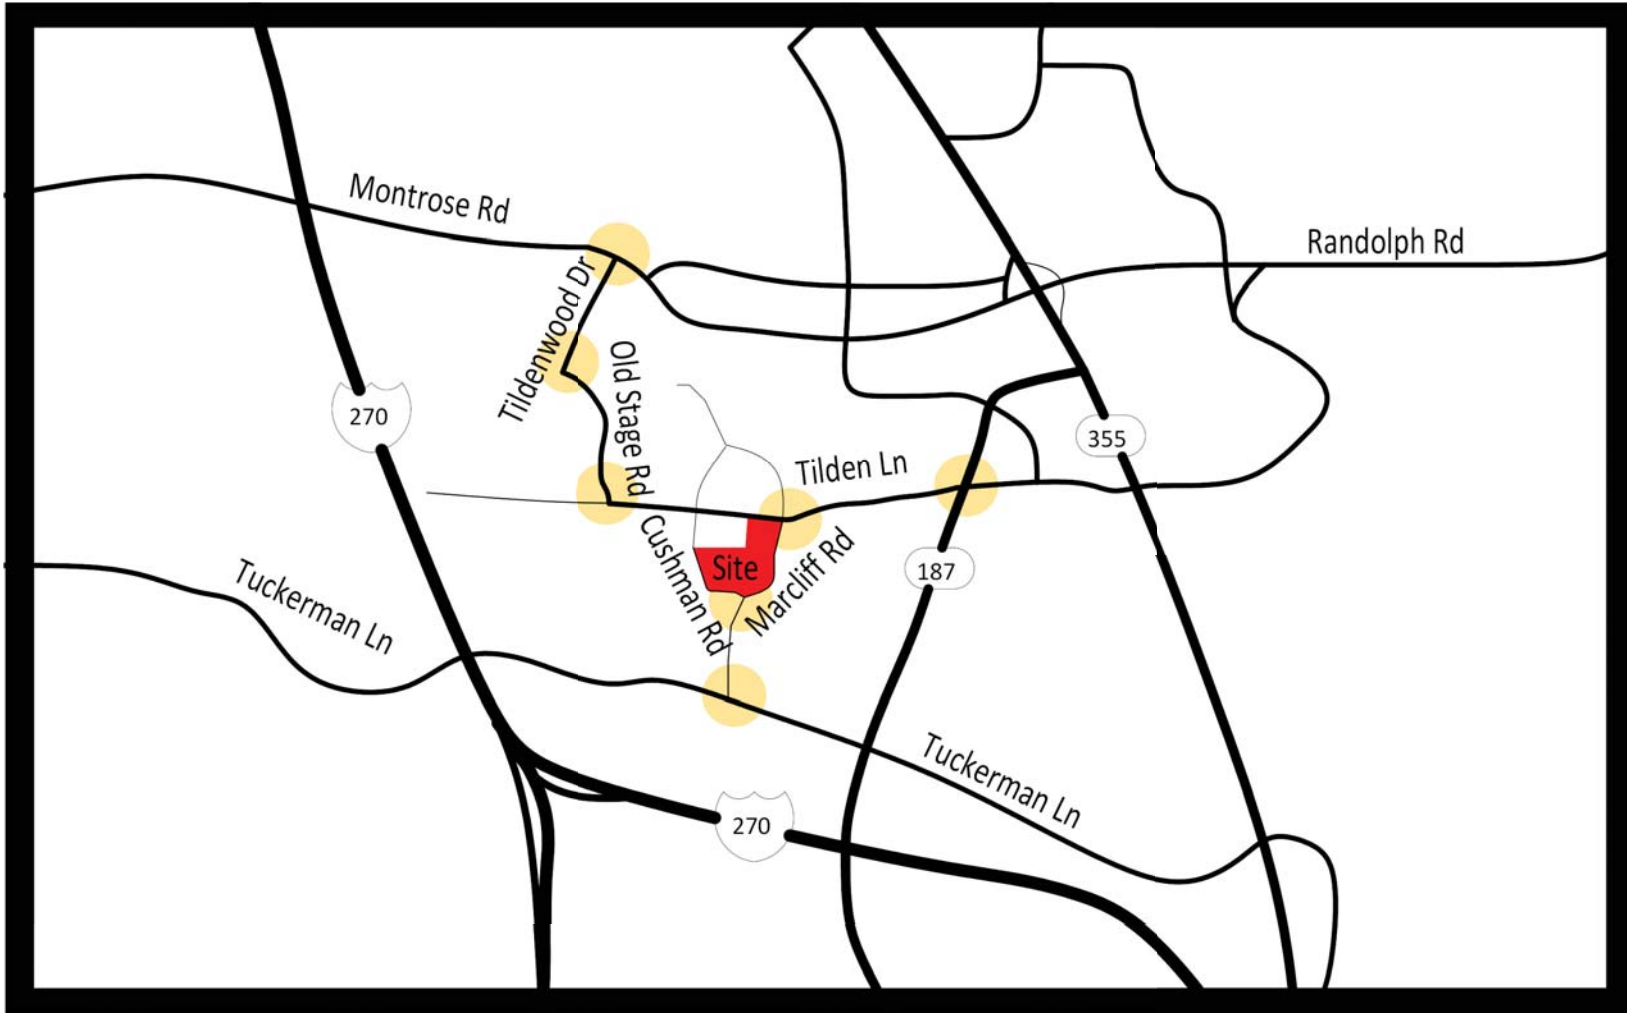 Montrose Rd
Randolph Rd
Tildenwood Dr
Old Stage Rd
270
355
Tilden Ln
Cushman Rd
Site
Marcliff Rd
187
Tuckerman Ln
Tuckerman Ln
270